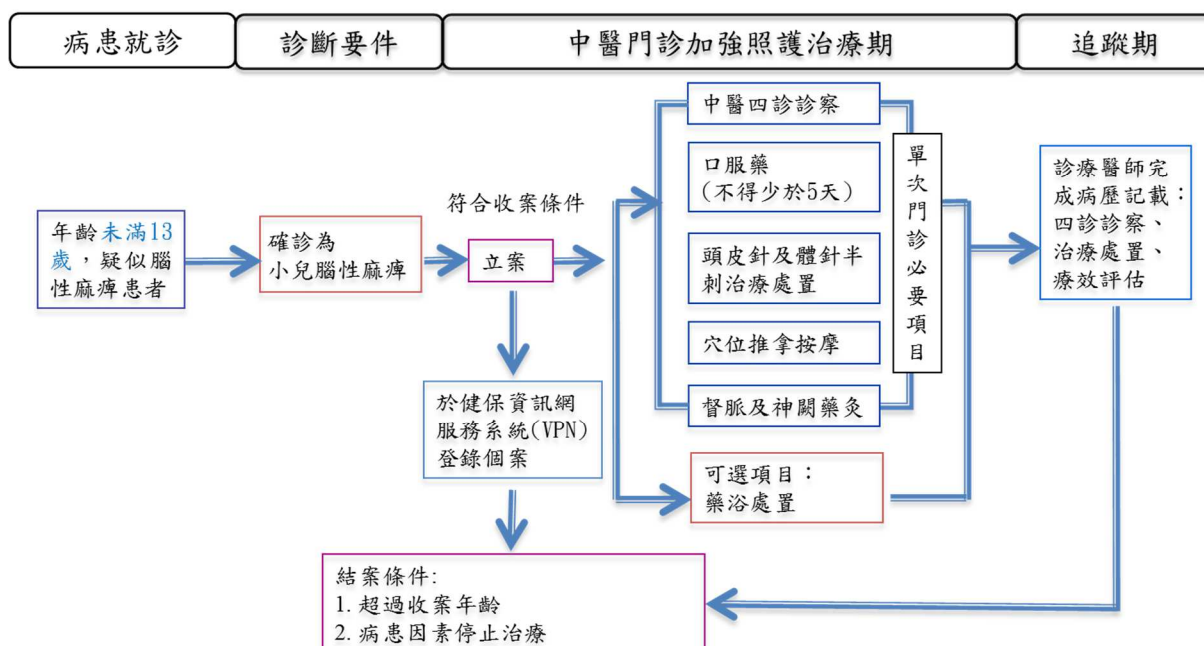 病患就診
診斷要件
中醫門診加強照護治療期
追蹤期
年齡未滿13
歲，疑似腦
性麻痺患者
確診為
小兒腦性麻痺
符合收案條件
立案
於健保資訊網
服務系統(VPN)
登錄個案
中醫四診診察
口服藥
(不得少於5天)
頭皮針及體針半
刺治療處置
穴位推拿按摩
督脈及神闕藥灸
單次門診必要項目
可選項目：
藥浴處置
診療醫師完
成病歷記載：
四診診察、
治療處置、
療效評估
結案條件:
1. 超過收案年齡
2. 病患因素停止治療